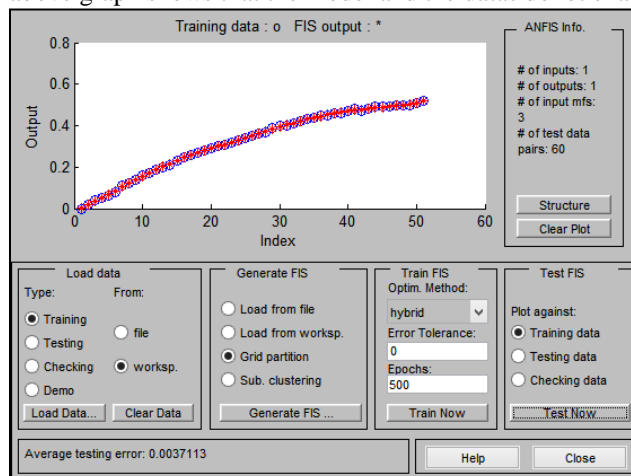 Training data : o FIS output : *
ANFIS Info.
0.8
0.6
0.4
0.2
0
Output
0 10 20 30 40 50 60
Index
# of inputs: 1
# of outputs: 1
# of input mfs:
3
# of test data
pairs: 60
Structure
Clear Plot
Load data
Type: From:
Training
Testing
Checking
Demo
file
worksp.
Load Data... Clear Data
Generate FIS
Load from file
Load from worksp.
Grid partition
Sub. clustering
Generate FIS ...
Train FIS
Optim. Method:
hybrid
Error Tolerance:
0
Epochs:
500
Train Now
Test FIS
Plot against:
Training data
Testing data
Checking data
Test Now
Average testing error: 0.0037113
Help Close